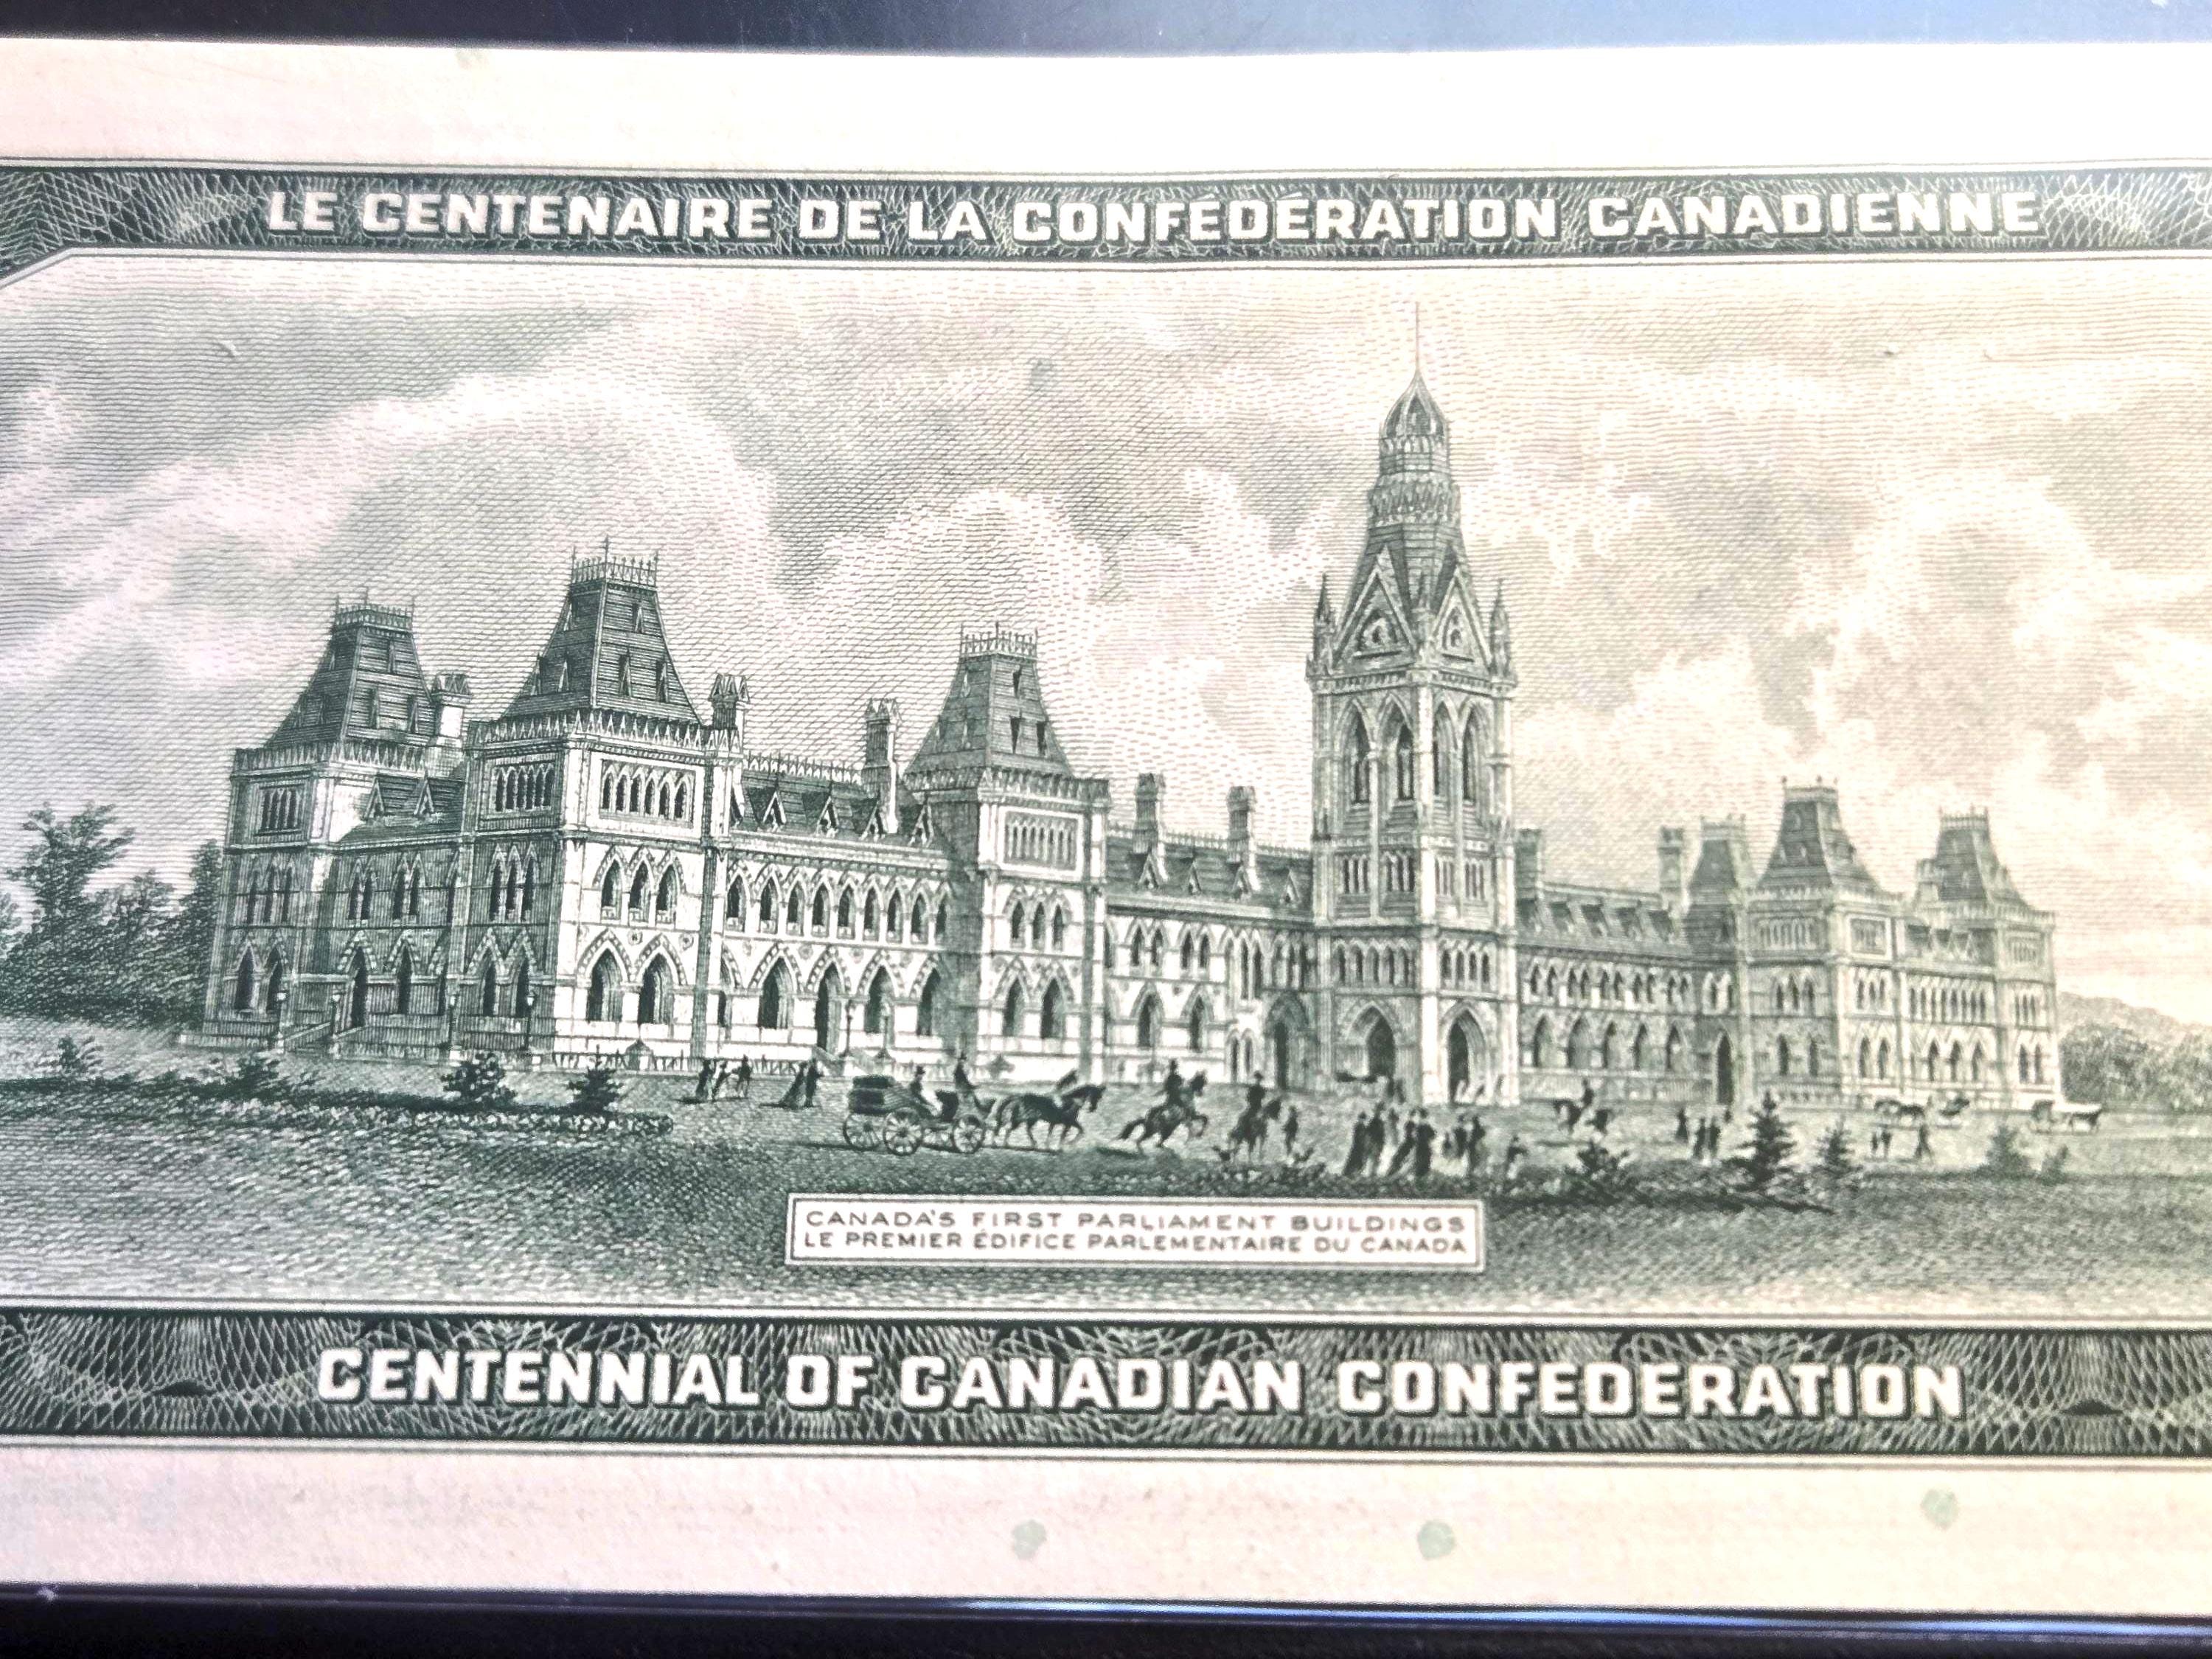 LE CENTENAIRE DE LA CONFÉDÉRATION CANADIENNE
CANADA'S FIRST PARLIAMENT BUILDINGS
LE PREMIER ÉDIFICE PARLEMENTAIRE DU CANADA
CENTENNIAL OF CANADIAN CONFEDERATION